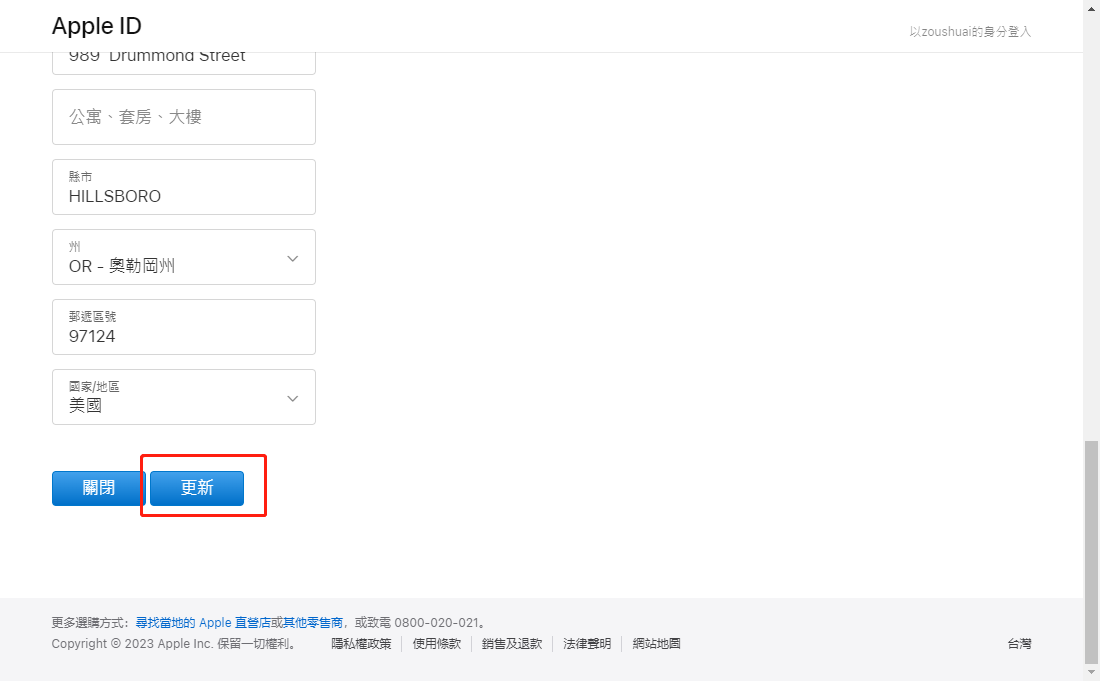 Apple ID
以zoushuai的身分登入
989 Drummond Street
公寓、套房、大樓
縣市
HILLSBORO
州
OR - 奧勒岡州
郵遞區號
97124
國家/地區
美國
關閉
更新
更多選購方式：尋找當地的 Apple 直營店或其他零售商，或致電 0800-020-021。
Copyright © 2023 Apple Inc. 保留一切權利。 隱私權政策 使用條款 銷售及退款 法律聲明 網站地圖 台灣